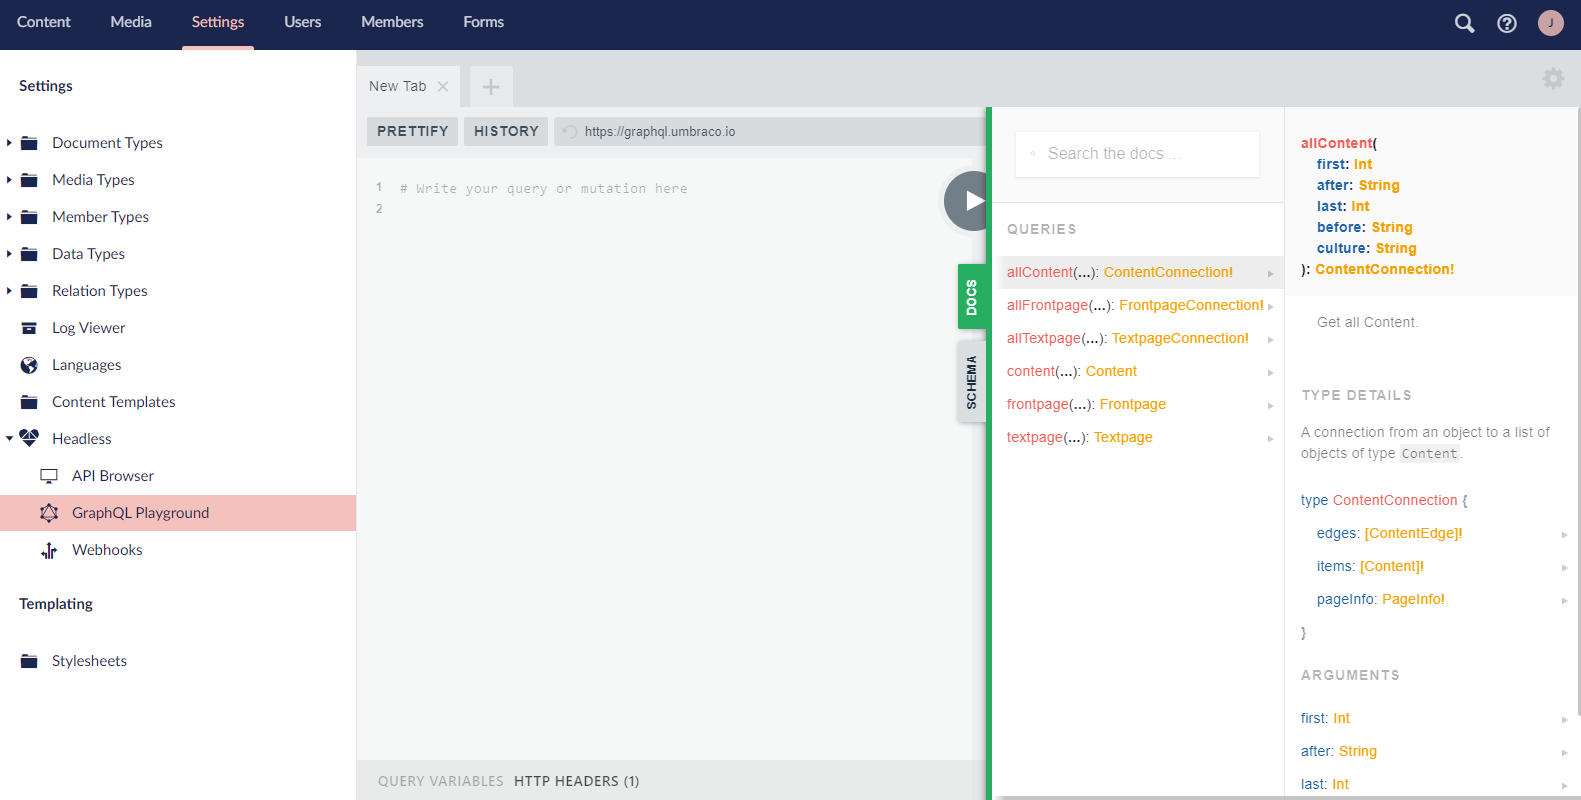 Content Media Settings Users Members Forms J
Settings
Document Types
Media Types
Member Types
Data Types
Relation Types
Log Viewer
Languages
Content Templates
Headless
API Browser
GraphQL Playground
Webhooks
Templating
Stylesheets
New Tab
PRETTIFY HISTORY https://graphql.umbraco.io
1 # Write your query or mutation here
2
QUERY VARIABLES HTTP HEADERS (1)
DOCS
SCHEMA
Search the docs ...
QUERIES
allContent(...): ContentConnection!
allFrontpage(...): FrontpageConnection!
allTextpage(...): TextpageConnection!
content(...): Content
frontpage(...): Frontpage
textpage(...): Textpage
allContent(
first: Int
after: String
last: Int
before: String
culture: String
): ContentConnection!
Get all Content.
TYPE DETAILS
A connection from an object to a list of
objects of type Content.
type ContentConnection {
edges: [ContentEdge]!
items: [Content]!
pageInfo: PageInfo!
}
ARGUMENTS
first: Int
after: String
last: Int